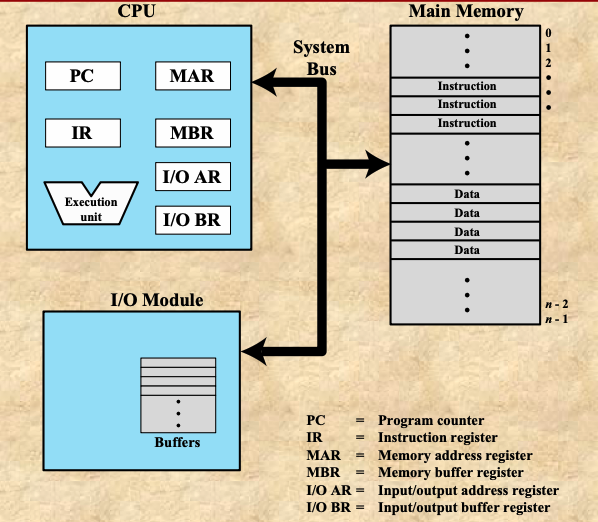 CPU
Main Memory
System
Bus
PC
MAR
IR
MBR
I/O AR
I/O BR
Execution
unit
0
1
2
Instruction
Instruction
Instruction
Data
Data
Data
Data
n - 2
n - 1
I/O Module
Buffers
PC = Program counter
IR = Instruction register
MAR = Memory address register
MBR = Memory buffer register
I/O AR = Input/output address register
I/O BR = Input/output buffer register